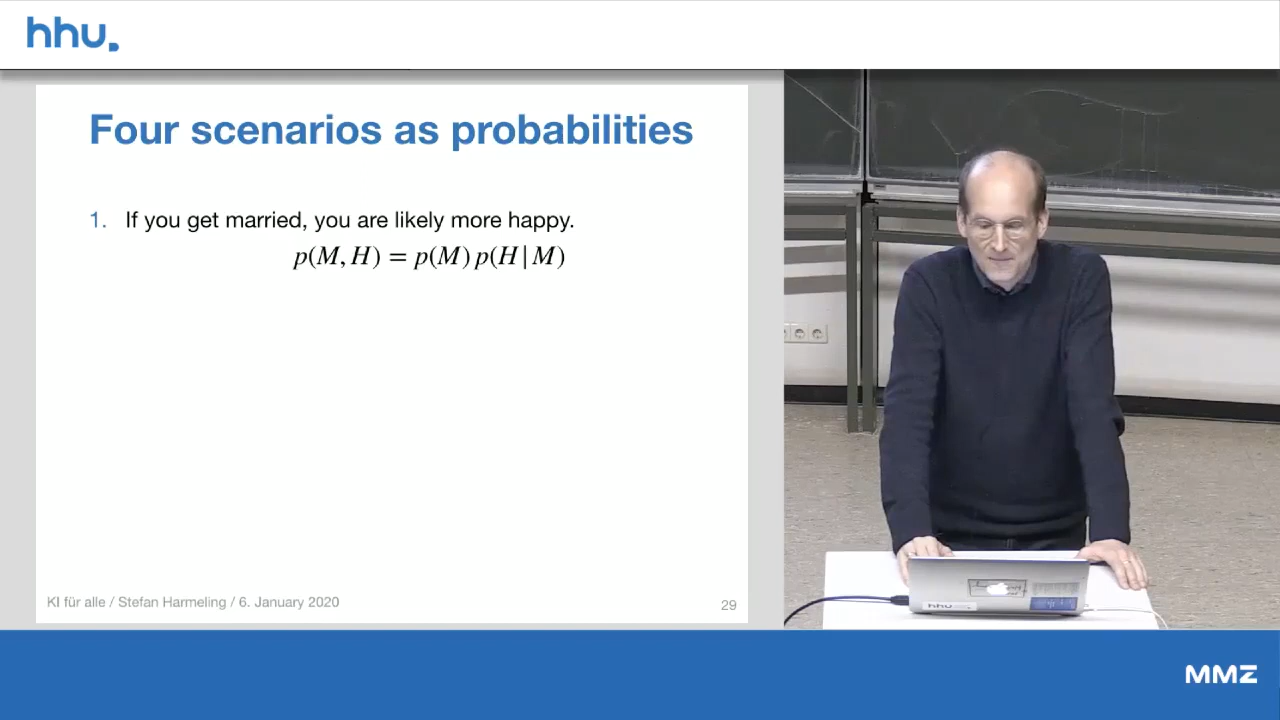 hhu.
Four scenarios as probabilities
1. If you get married, you are likely more happy.
p(M, H) = p(M) p(H | M)
KI für alle / Stefan Harmeling / 6. January 2020
29
hhu
MMZ